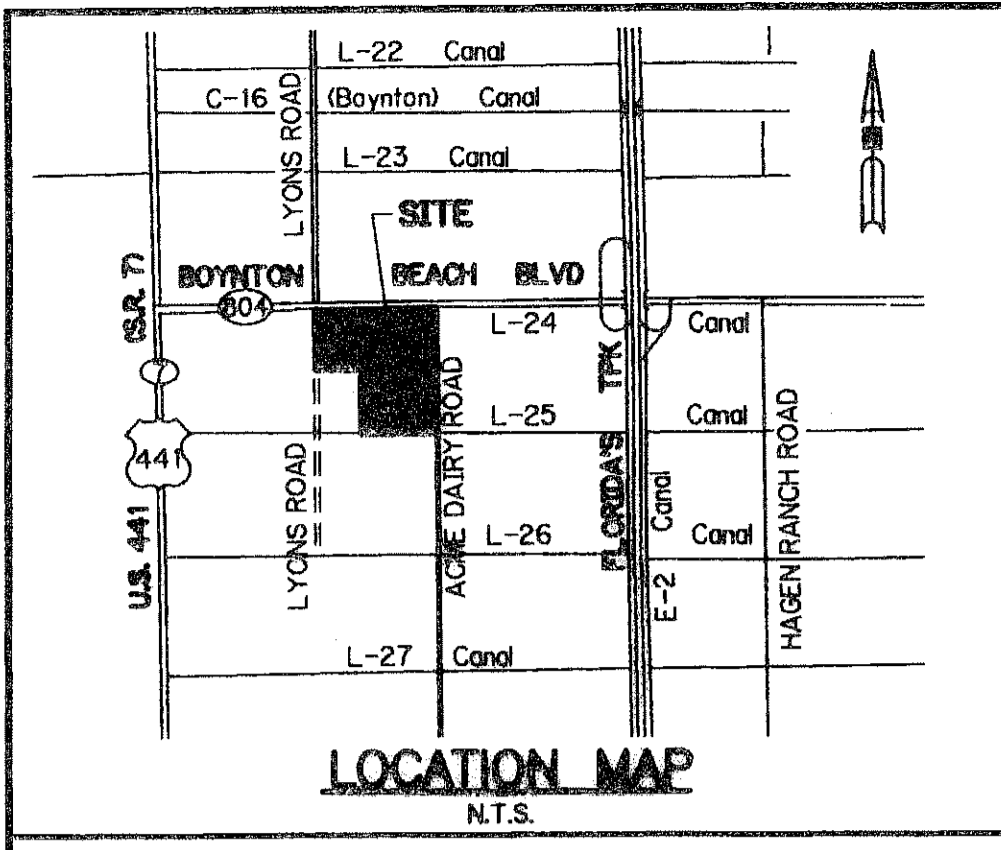 L-22 Canal
C-16 (Boynton) Canal
L-23 Canal
LYONS ROAD
SITE
(S.R. 7)
BOYNTON BEACH BLVD
804
L-24 Canal
FLORIDA'S TPK
L-25 Canal
441
U.S. 441
LYONS ROAD
ACME DAIRY ROAD
L-26 Canal
E-2 Canal
HAGEN RANCH ROAD
L-27 Canal
LOCATION MAP
N.T.S.